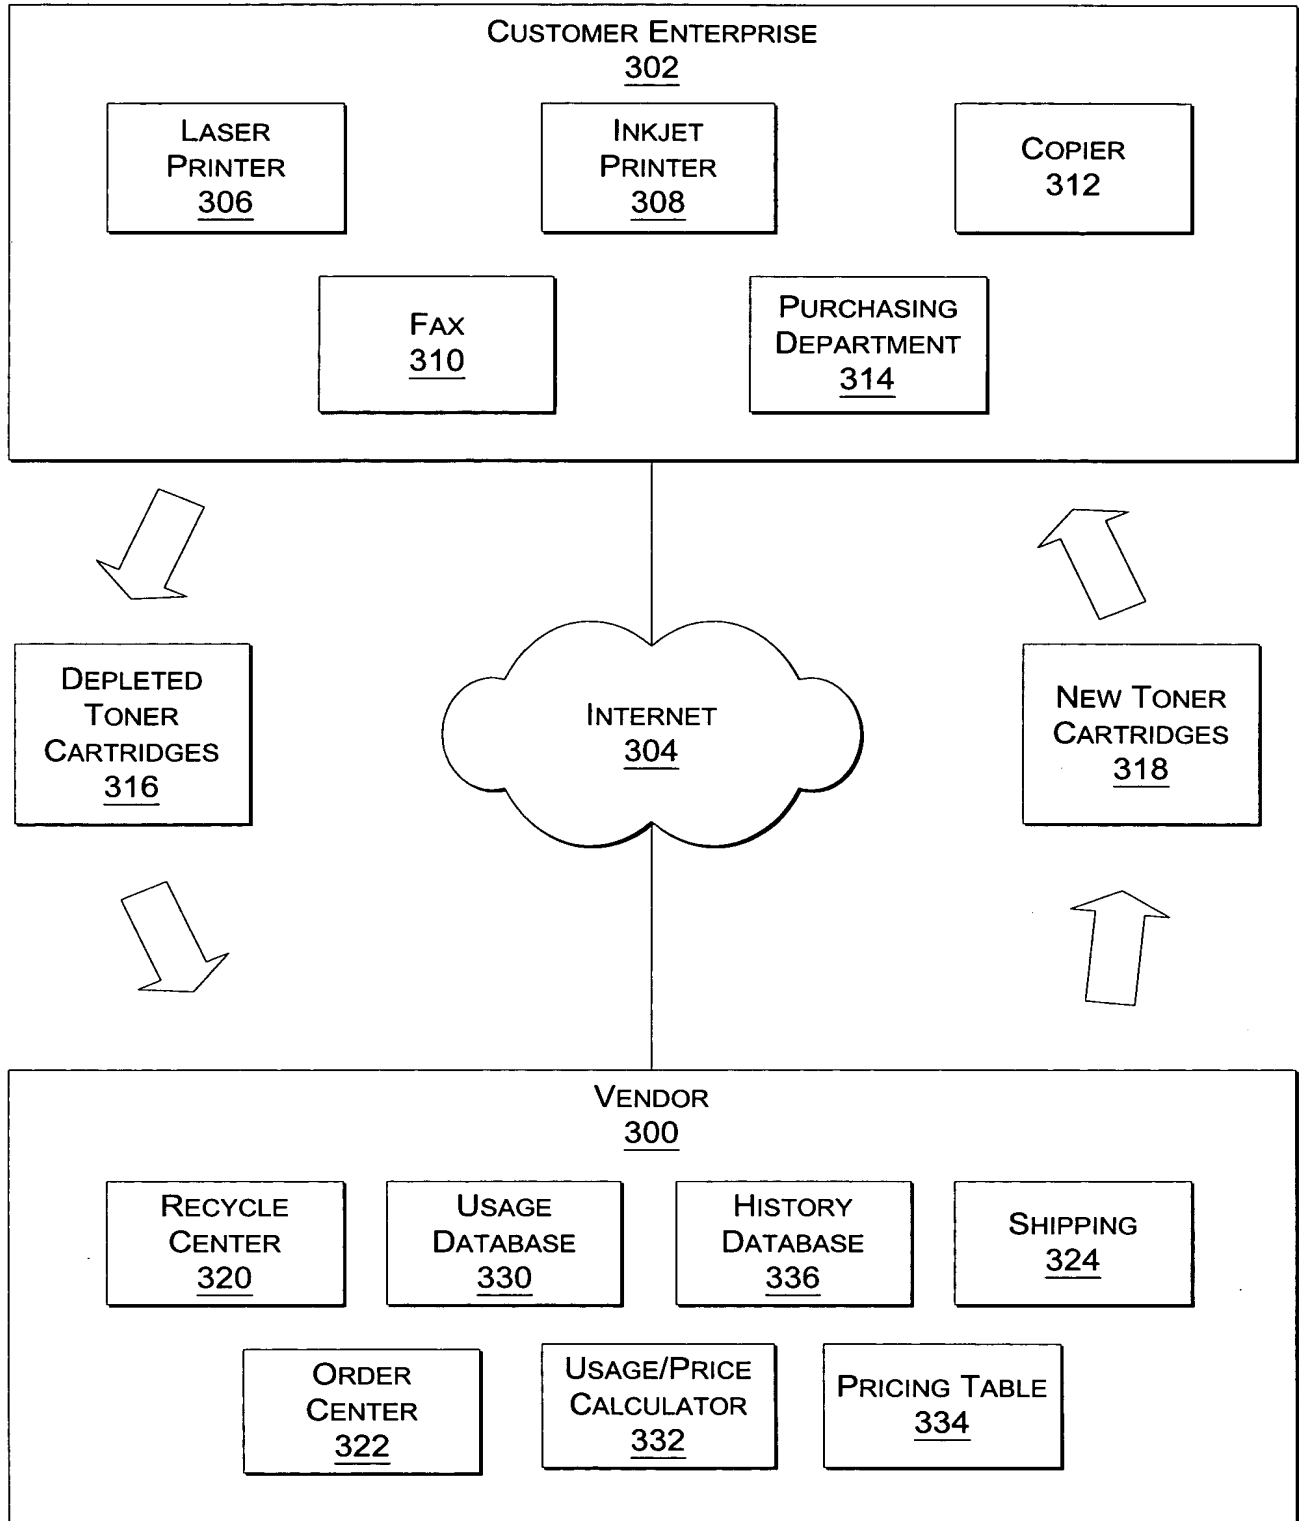 CUSTOMER ENTERPRISE
302
LASER
PRINTER
306
INKJET
PRINTER
308
COPIER
312
FAX
310
PURCHASING
DEPARTMENT
314
DEPLETED
TONER
CARTRIDGES
316
INTERNET
304
NEW TONER
CARTRIDGES
318
VENDOR
300
RECYCLE
CENTER
320
USAGE
DATABASE
330
HISTORY
DATABASE
336
SHIPPING
324
ORDER
CENTER
322
USAGE/PRICE
CALCULATOR
332
PRICING TABLE
334